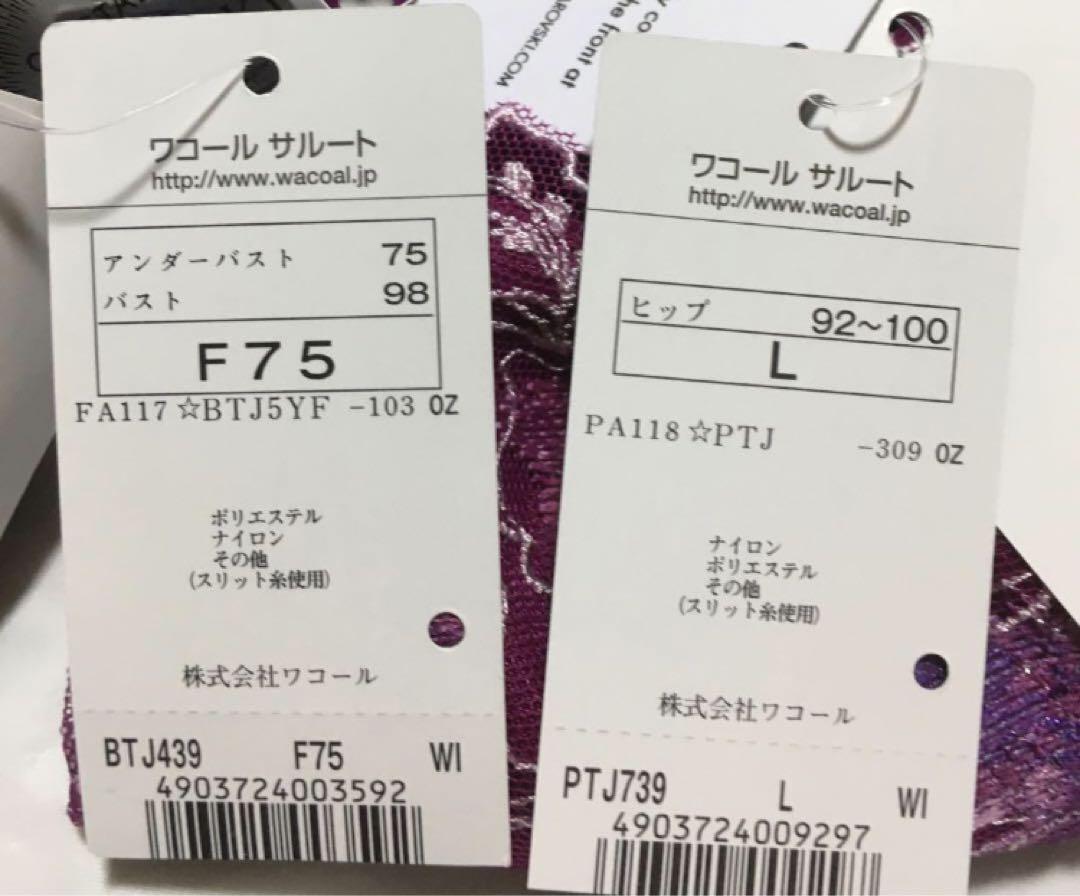 ROVSKI.COM
the front at
ワコール サルート
http://www.wacoal.jp
アンダーバスト 75
バスト 98
F75
FA117☆BTJ5YF -103 OZ
ポリエステル
ナイロン
その他
(スリット糸使用)
株式会社ワコール
BTJ439 F75 WI
4903724003592
ワコール サルート
http://www.wacoal.jp
ヒップ 92~100
L
PA118☆PTJ -309 OZ
ナイロン
ポリエステル
その他
(スリット糸使用)
株式会社ワコール
PTJ739 L WI
4903724009297